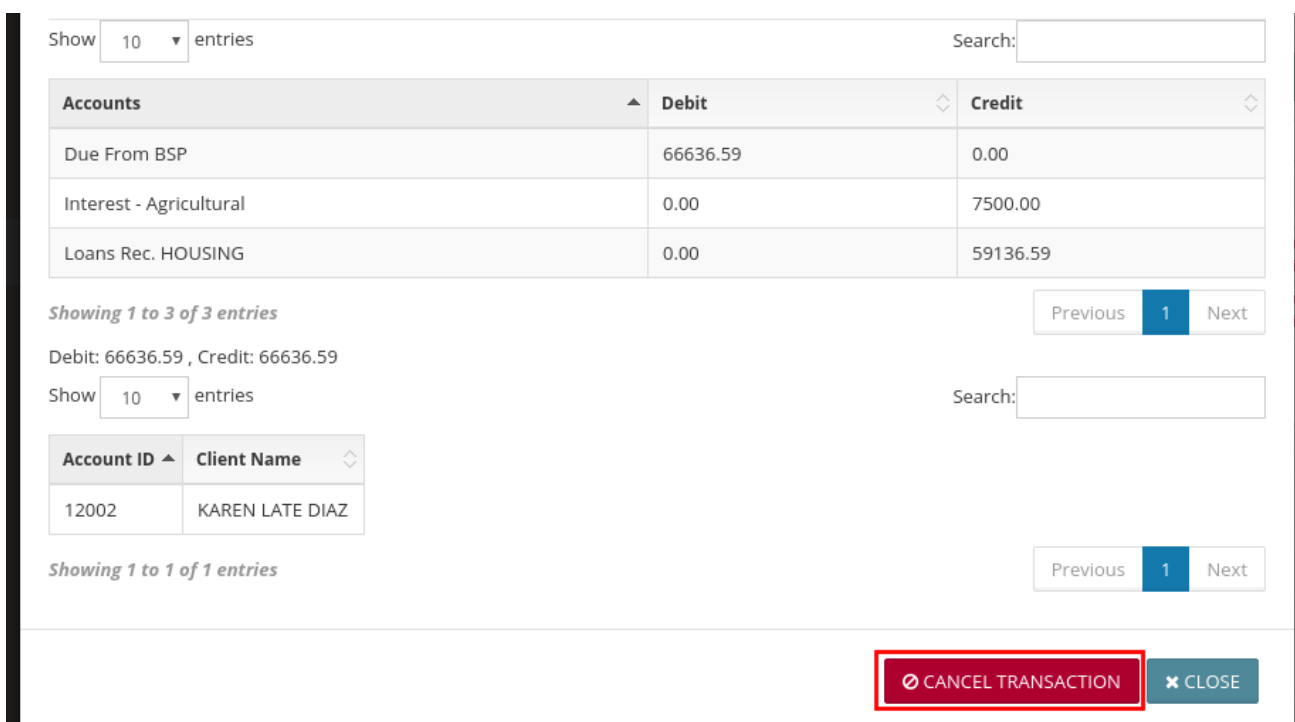 Show 10 entries Search:
Accounts Debit Credit
Due From BSP 66636.59 0.00
Interest - Agricultural 0.00 7500.00
Loans Rec. HOUSING 0.00 59136.59
Showing 1 to 3 of 3 entries Previous 1 Next
Debit: 66636.59 , Credit: 66636.59
Show 10 entries Search:
Account ID Client Name
12002 KAREN LATE DIAZ
Showing 1 to 1 of 1 entries Previous 1 Next
CANCEL TRANSACTION CLOSE